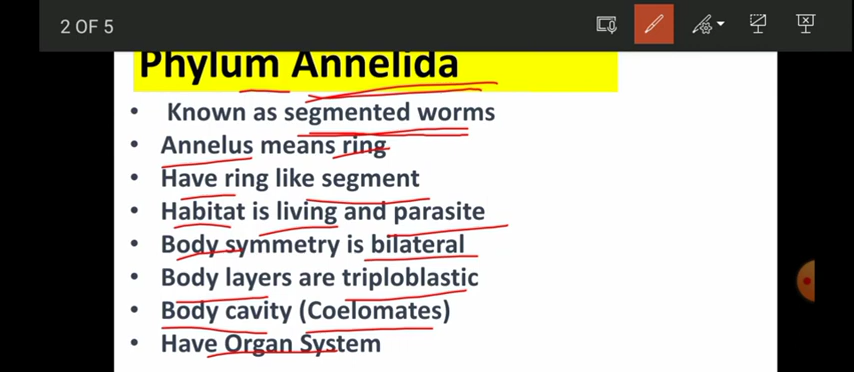 2 OF 5
Phylum Annelida
• Known as segmented worms
• Annelus means ring
• Have ring like segment
• Habitat is living and parasite
• Body symmetry is bilateral
• Body layers are triploblastic
• Body cavity (Coelomates)
• Have Organ System